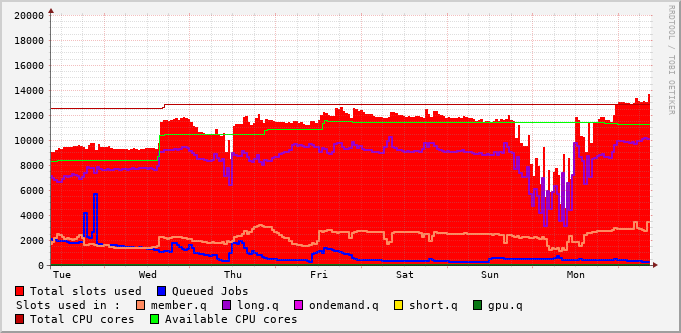 20000
18000
16000
14000
12000
10000
8000
6000
4000
2000
0
Tue Wed Thu Fri Sat Sun Mon
RRDTOOL / TOBI OETIKER
Total slots used Queued Jobs
Slots used in : member.q long.q ondemand.q short.q gpu.q
Total CPU cores Available CPU cores